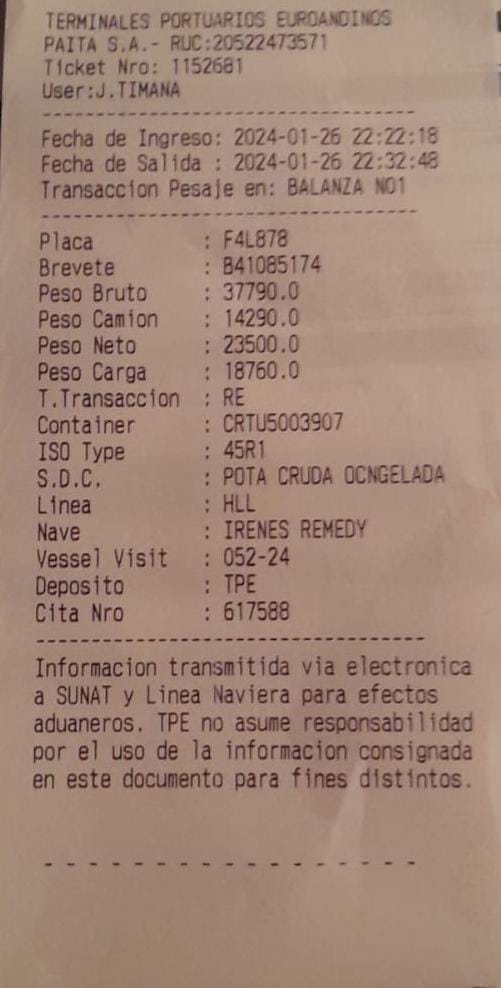 TERMINALES PORTUARIOS EUROANDINOS
PAITA S.A.- RUC:20522473571
Ticket Nro: 1152681
User:J.TIMANA
-----------------------------------
Fecha de Ingreso: 2024-01-26 22:22:18
Fecha de Salida : 2024-01-26 22:32:48
Transaccion Pesaje en: BALANZA NO1
-----------------------------------
Placa : F4L878
Brevete : B41085174
Peso Bruto : 37790.0
Peso Camion : 14290.0
Peso Neto : 23500.0
Peso Carga : 18760.0
T.Transaccion : RE
Container : CRTU5003907
ISO Type : 45R1
S.D.C. : POTA CRUDA OCNGELADA
Linea : HLL
Nave : IRENES REMEDY
Vessel Visit : 052-24
Deposito : TPE
Cita Nro : 617588
-----------------------------------
Informacion transmitida via electronica
a SUNAT y Linea Naviera para efectos
aduaneros. TPE no asume responsabilidad
por el uso de la informacion consignada
en este documento para fines distintos.
- - - - - - - - - - - - - - - - - -